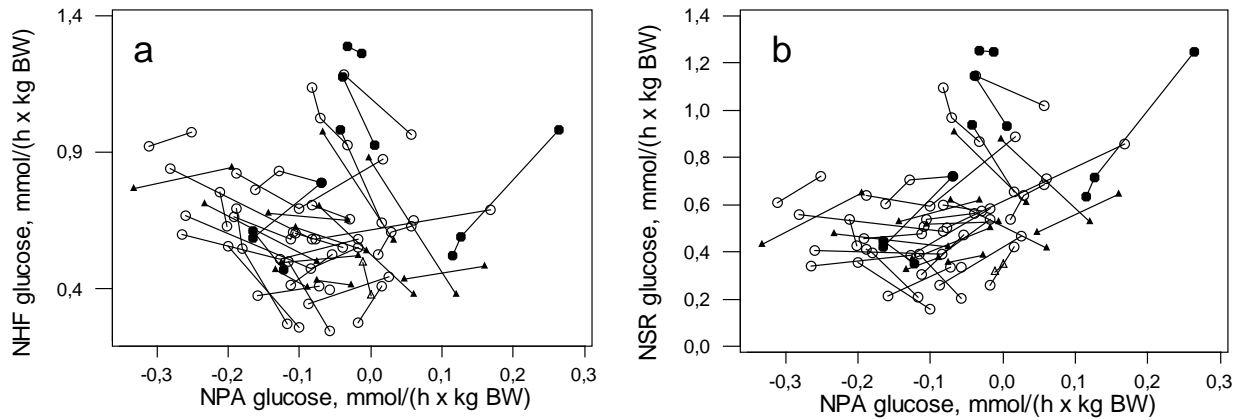 a
NHF glucose, mmol/(h x kg BW)
1,4
0,9
0,4
-0,3 -0,2 -0,1 0,0 0,1 0,2 0,3
NPA glucose, mmol/(h x kg BW)
b
NSR glucose, mmol/(h x kg BW)
1,4
1,2
1,0
0,8
0,6
0,4
0,2
0,0
-0,3 -0,2 -0,1 0,0 0,1 0,2 0,3
NPA glucose, mmol/(h x kg BW)